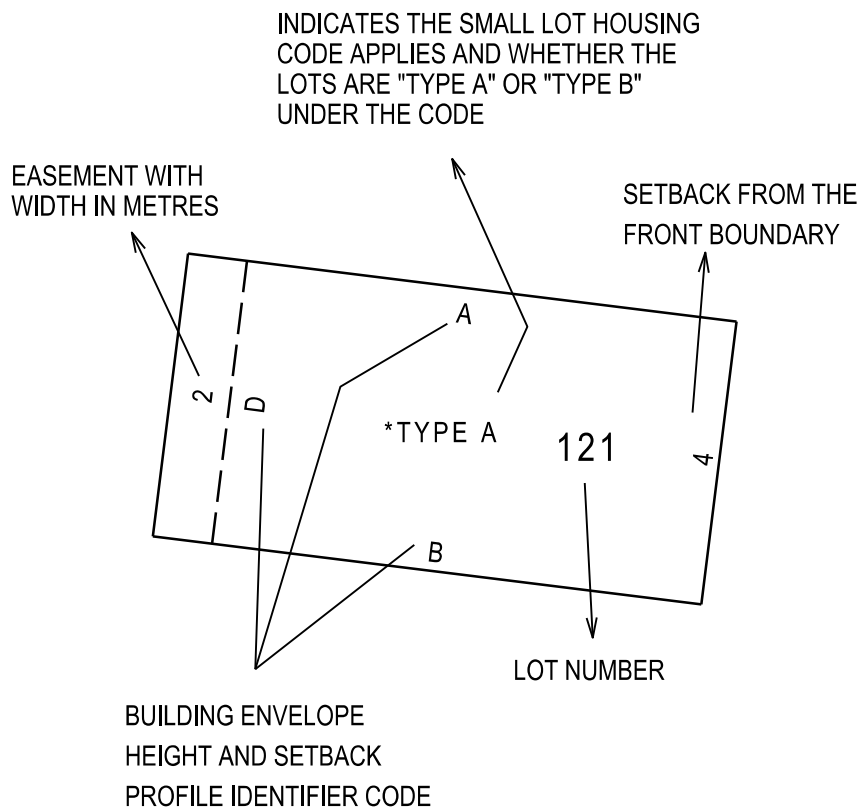 INDICATES THE SMALL LOT HOUSING
CODE APPLIES AND WHETHER THE
LOTS ARE "TYPE A" OR "TYPE B"
UNDER THE CODE
EASEMENT WITH
WIDTH IN METRES
SETBACK FROM THE
FRONT BOUNDARY
A
2
D
*TYPE A
121
4
B
LOT NUMBER
BUILDING ENVELOPE
HEIGHT AND SETBACK
PROFILE IDENTIFIER CODE